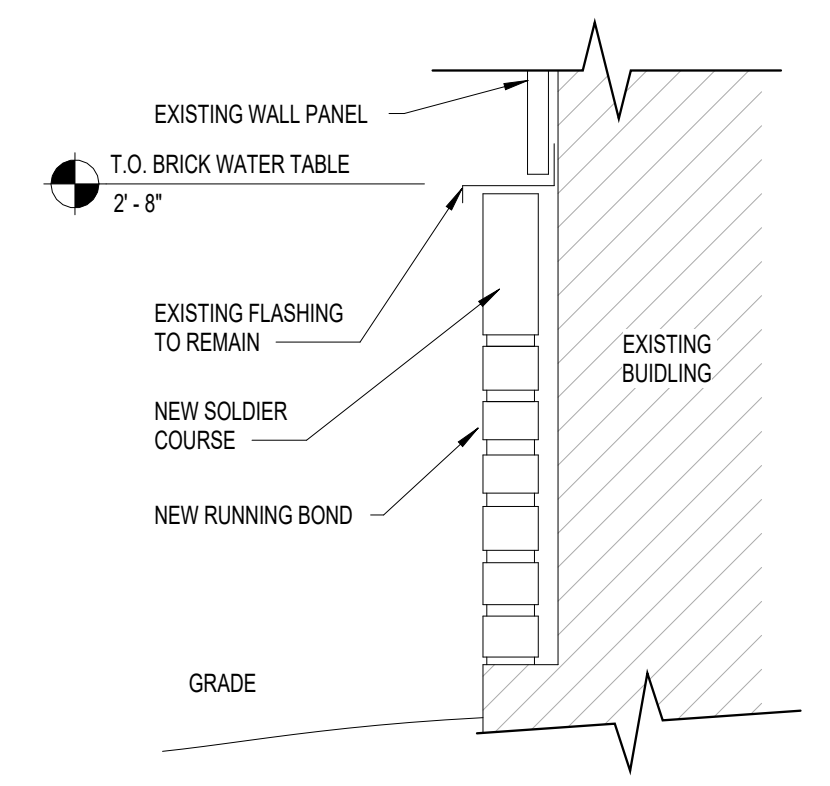 EXISTING WALL PANEL
T.O. BRICK WATER TABLE
2' - 8"
EXISTING FLASHING
TO REMAIN
EXISTING
BUIDLING
NEW SOLDIER
COURSE
NEW RUNNING BOND
GRADE